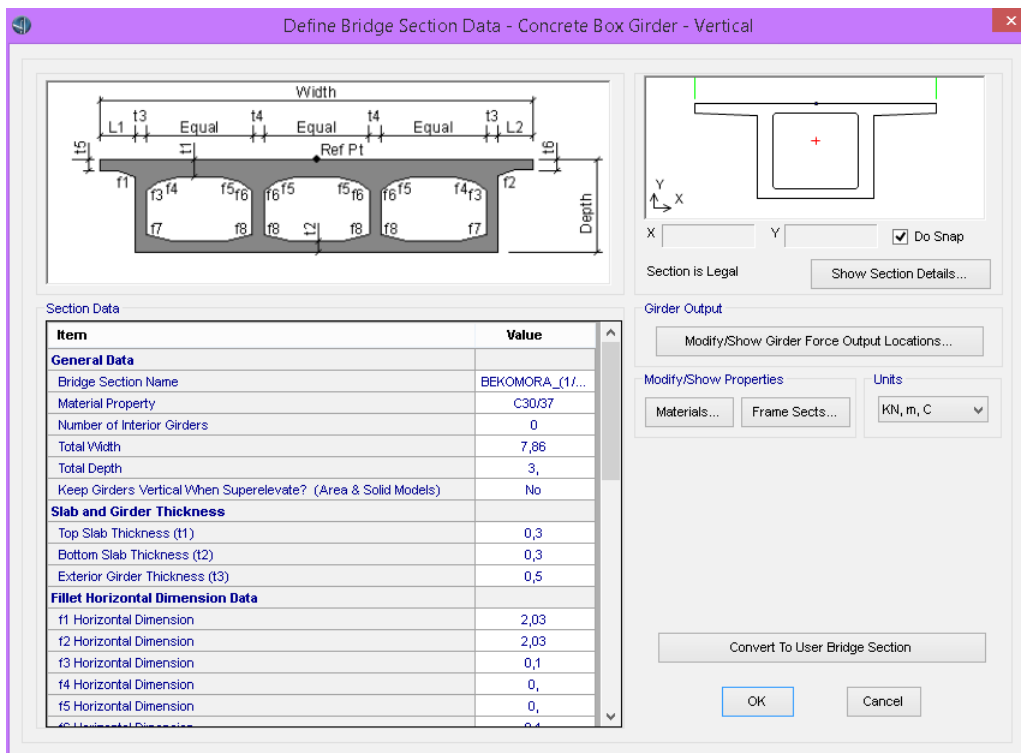 Define Bridge Section Data - Concrete Box Girder - Vertical
Width
L1 t3 Equal t4 Equal t4 Equal t3 L2
t5 t1 Ref Pt t6
f1 f3 f4 f5 f6 f6 f5 f5 f6 f6 f5 f4 f3 f2
f7 f8 f8 t2 f8 f8 f7
Depth
Y
X
X Y Do Snap
Section is Legal Show Section Details...
Section Data
Item Value
General Data
Bridge Section Name BEKOMORA_(1/...
Material Property C30/37
Number of Interior Girders 0
Total Width 7,86
Total Depth 3,
Keep Girders Vertical When Superelevate? (Area & Solid Models) No
Slab and Girder Thickness
Top Slab Thickness (t1) 0,3
Bottom Slab Thickness (t2) 0,3
Exterior Girder Thickness (t3) 0,5
Fillet Horizontal Dimension Data
f1 Horizontal Dimension 2,03
f2 Horizontal Dimension 2,03
f3 Horizontal Dimension 0,1
f4 Horizontal Dimension 0,
f5 Horizontal Dimension 0,
f6 Horizontal Dimension 0,1
Girder Output
Modify/Show Girder Force Output Locations...
Modify/Show Properties Units
Materials... Frame Sects... KN, m, C
Convert To User Bridge Section
OK Cancel